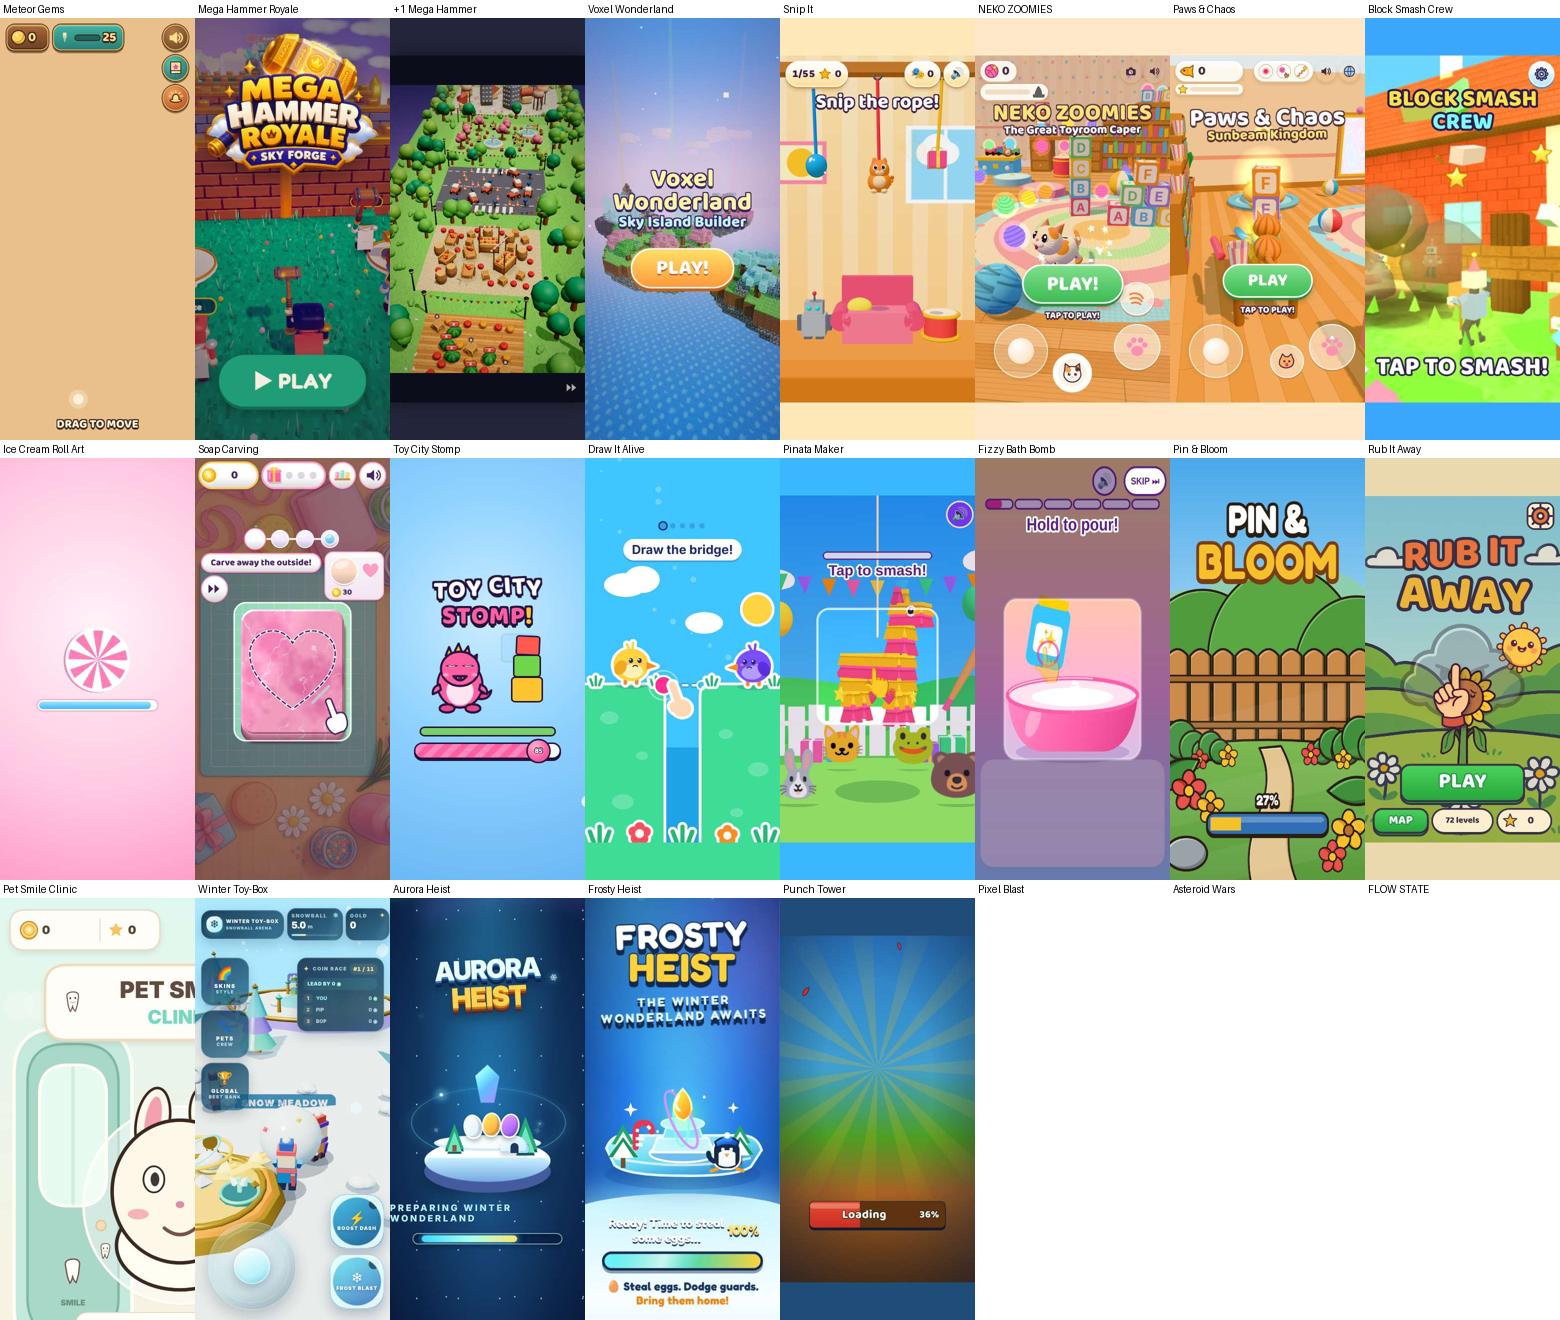 Meteor Gems
0
25
DRAG TO MOVE
Mega Hammer Royale
MEGA
HAMMER
ROYALE
SKY FORGE
PLAY
+1 Mega Hammer
Voxel Wonderland
Voxel
Wonderland
Sky Island Builder
PLAY!
Snip It
1/55
0
0
Snip the rope!
NEKO ZOOMIES
0
NEKO ZOOMIES
The Great Toyroom Caper
D
C
B
A
F
D
E
A
B
C
PLAY!
TAP TO PLAY!
Paws & Chaos
0
Paws & Chaos
Sunbeam Kingdom
F
E
PLAY
TAP TO PLAY!
Block Smash Crew
BLOCK SMASH
CREW
TAP TO SMASH!
Ice Cream Roll Art
Soap Carving
0
Carve away the outside!
30
Toy City Stomp
TOY CITY
STOMP!
85
Draw It Alive
Draw the bridge!
Pinata Maker
Tap to smash!
Fizzy Bath Bomb
SKIP
Hold to pour!
Pin & Bloom
PIN &
BLOOM
27%
Rub It Away
RUB IT
AWAY
PLAY
MAP
72 levels
0
Pet Smile Clinic
0
0
PET SM
CLIN
SMILE
Winter Toy-Box
WINTER TOY-BOX
SNOWBALL ARENA
SNOWBALL
5.0 m
GOLD
0
SKINS
STYLE
COIN RACE
#1 / 11
LEAD BY 0
1 YOU 0
2 PIP 0
3 BOP 0
PETS
CREW
GLOBAL
BEST BANK
SNOW MEADOW
BOOST DASH
FROST BLAST
Aurora Heist
AURORA
HEIST
PREPARING WINTER
WONDERLAND
Frosty Heist
FROSTY
HEIST
THE WINTER
WONDERLAND AWAITS
Ready: Time to steal
some eggs...
100%
Steal eggs. Dodge guards.
Bring them home!
Punch Tower
Loading
36%
Pixel Blast
Asteroid Wars
FLOW STATE